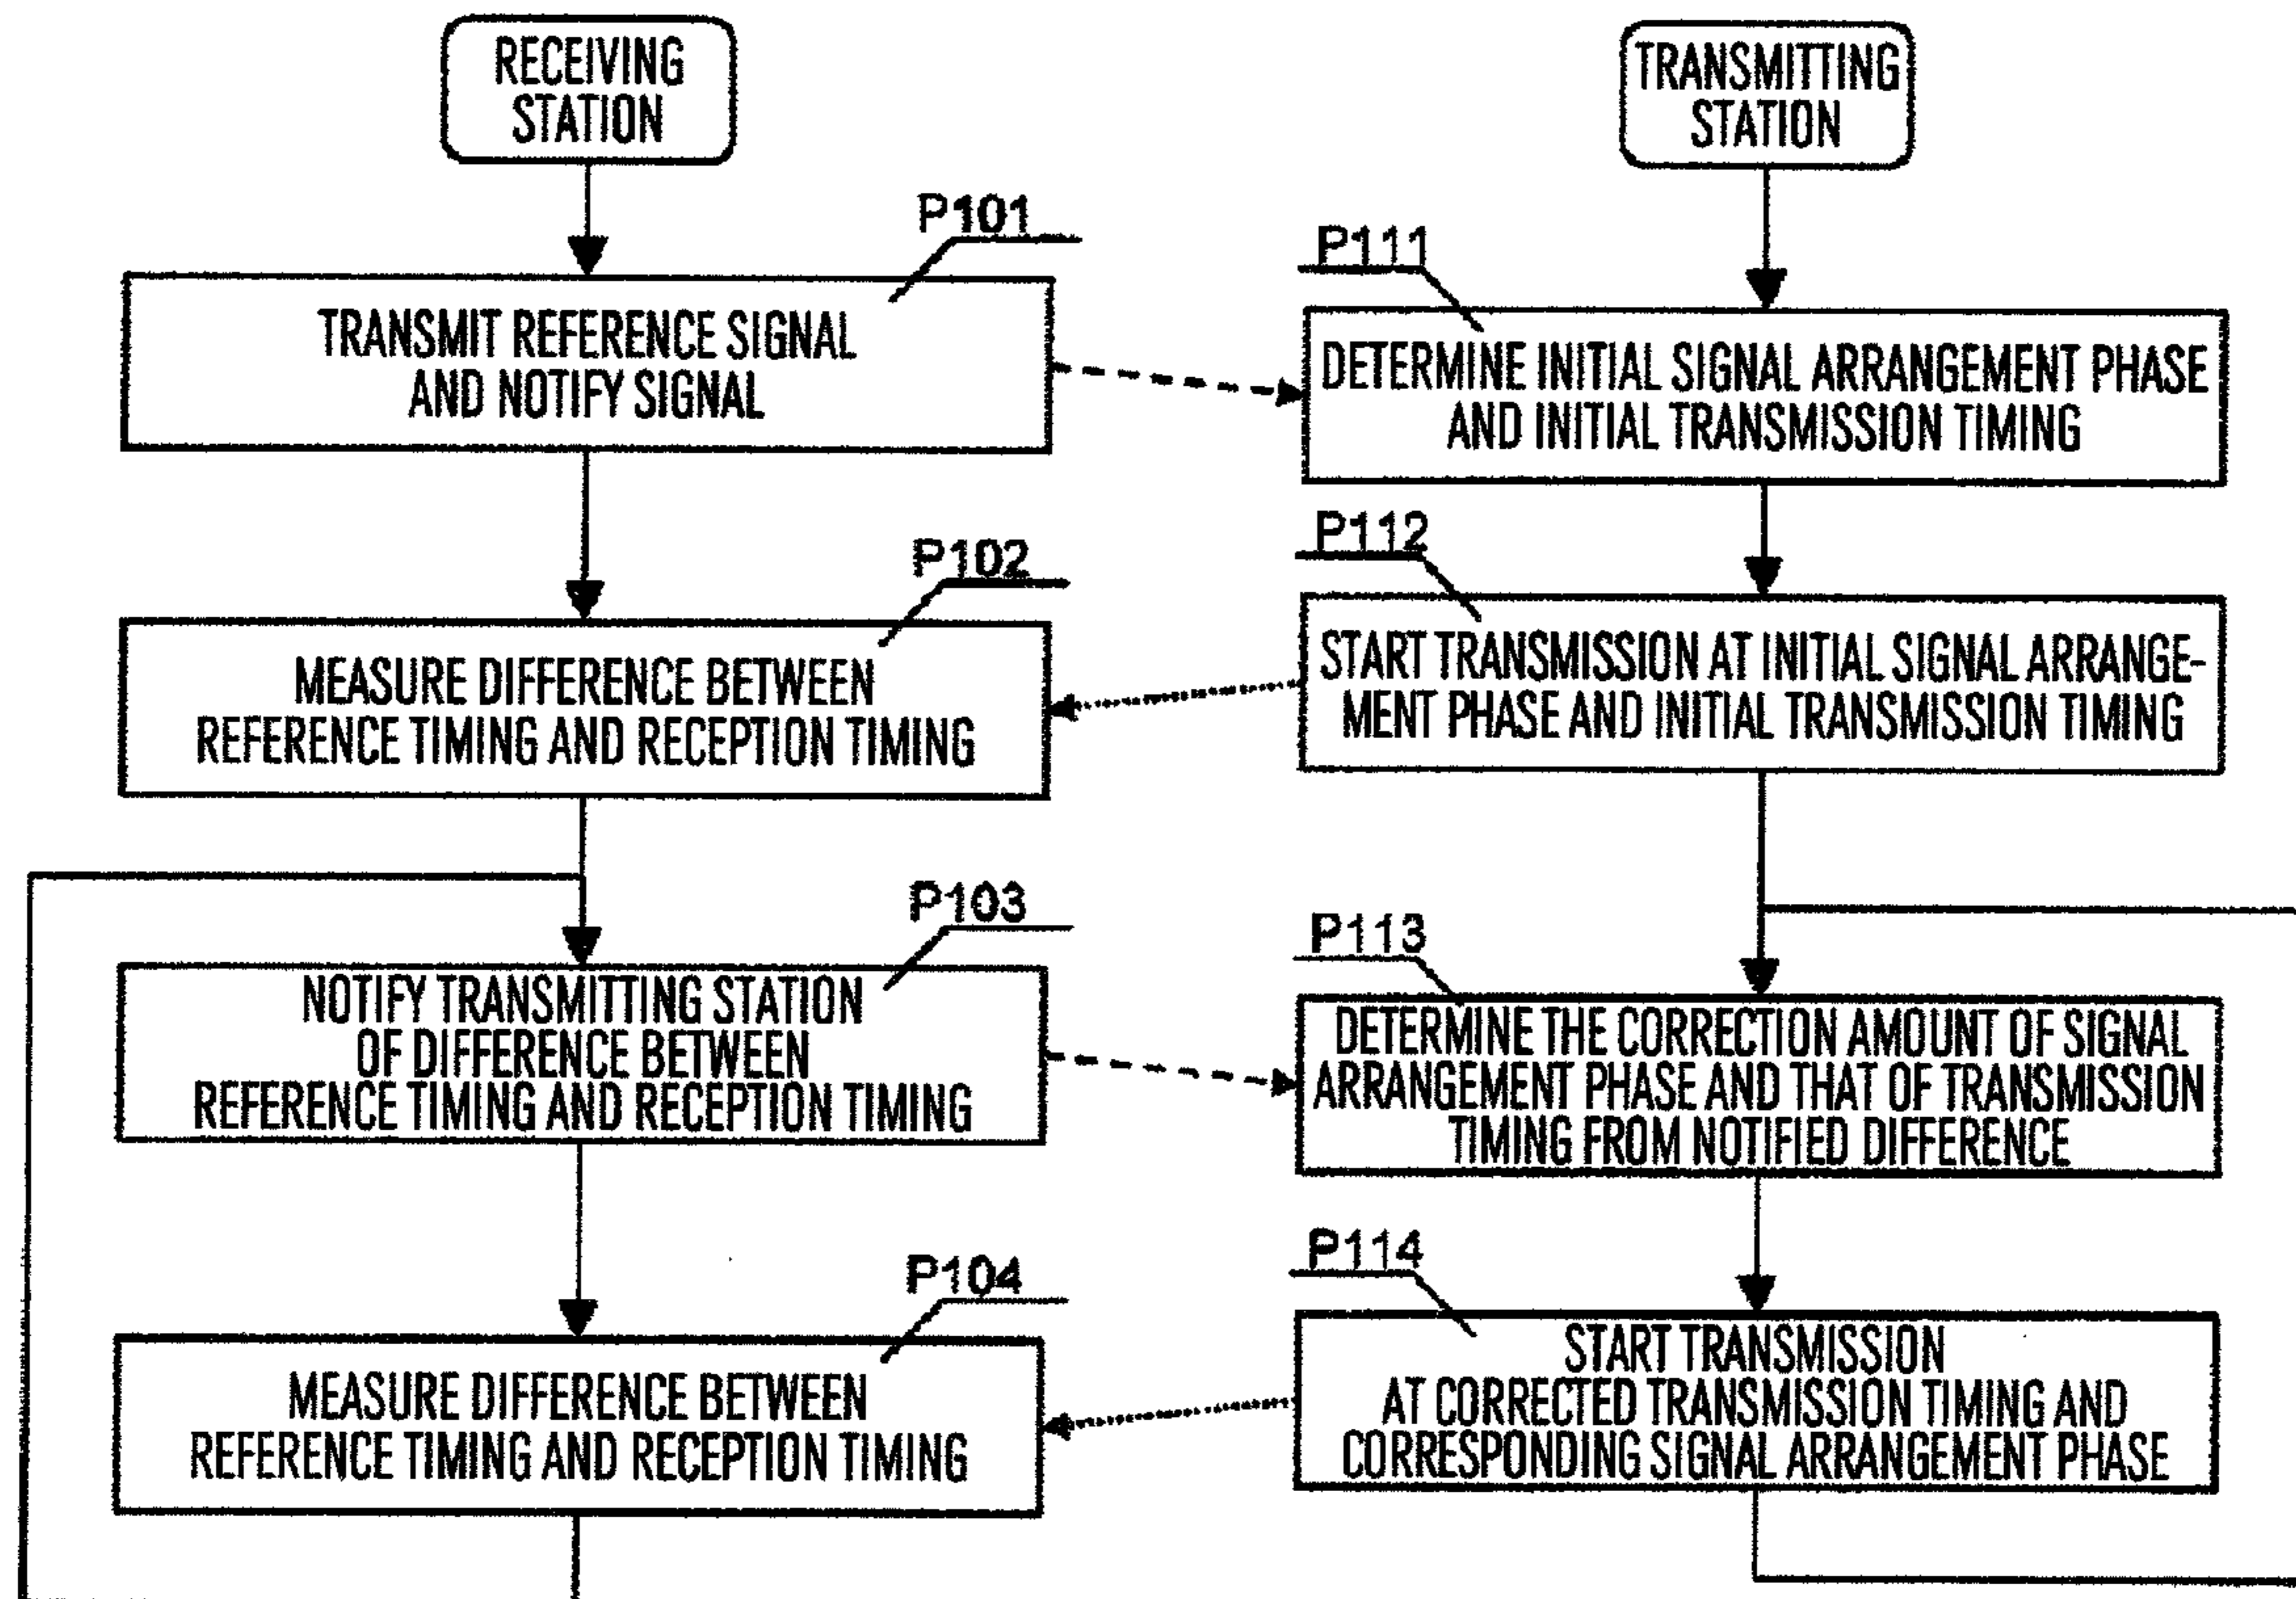 RECEIVING
STATION
P101
TRANSMIT REFERENCE SIGNAL
AND NOTIFY SIGNAL
P102
MEASURE DIFFERENCE BETWEEN
REFERENCE TIMING AND RECEPTION TIMING
P103
NOTIFY TRANSMITTING STATION
OF DIFFERENCE BETWEEN
REFERENCE TIMING AND RECEPTION TIMING
P104
MEASURE DIFFERENCE BETWEEN
REFERENCE TIMING AND RECEPTION TIMING
TRANSMITTING
STATION
P111
DETERMINE INITIAL SIGNAL ARRANGEMENT PHASE
AND INITIAL TRANSMISSION TIMING
P112
START TRANSMISSION AT INITIAL SIGNAL ARRANGE-
MENT PHASE AND INITIAL TRANSMISSION TIMING
P113
DETERMINE THE CORRECTION AMOUNT OF SIGNAL
ARRANGEMENT PHASE AND THAT OF TRANSMISSION
TIMING FROM NOTIFIED DIFFERENCE
P114
START TRANSMISSION
AT CORRECTED TRANSMISSION TIMING AND
CORRESPONDING SIGNAL ARRANGEMENT PHASE